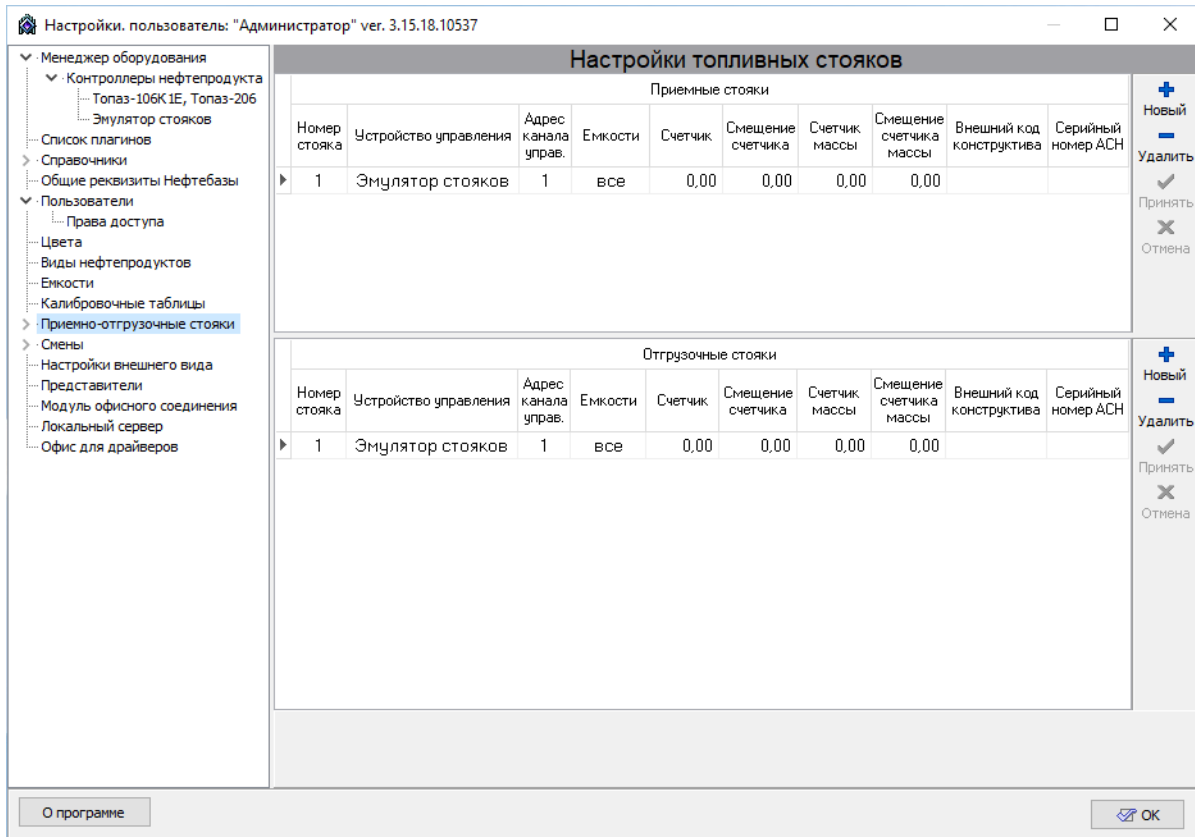 Настройки. пользователь: "Администратор" ver. 3.15.18.10537
Менеджер оборудования
Контроллеры нефтепродукта
Топаз-106К1Е, Топаз-206
Эмулятор стояков
Список плагинов
Справочники
Общие реквизиты Нефтебазы
Пользователи
Права доступа
Цвета
Виды нефтепродуктов
Емкости
Калибровочные таблицы
Приемно-отгрузочные стояки
Смены
Настройки внешнего вида
Представители
Модуль офисного соединения
Локальный сервер
Офис для драйверов
Настройки топливных стояков
Приемные стояки
Номер стояка Устройство управления Адрес канала управ. Емкости Счетчик Смещение счетчика Счетчик массы Смещение счетчика массы Внешний код конструктива Серийный номер АСН
1 Эмулятор стояков 1 все 0,00 0,00 0,00 0,00
Новый
Удалить
Принять
Отмена
Отгрузочные стояки
Номер стояка Устройство управления Адрес канала управ. Емкости Счетчик Смещение счетчика Счетчик массы Смещение счетчика массы Внешний код конструктива Серийный номер АСН
1 Эмулятор стояков 1 все 0,00 0,00 0,00 0,00
Новый
Удалить
Принять
Отмена
О программе
ОК